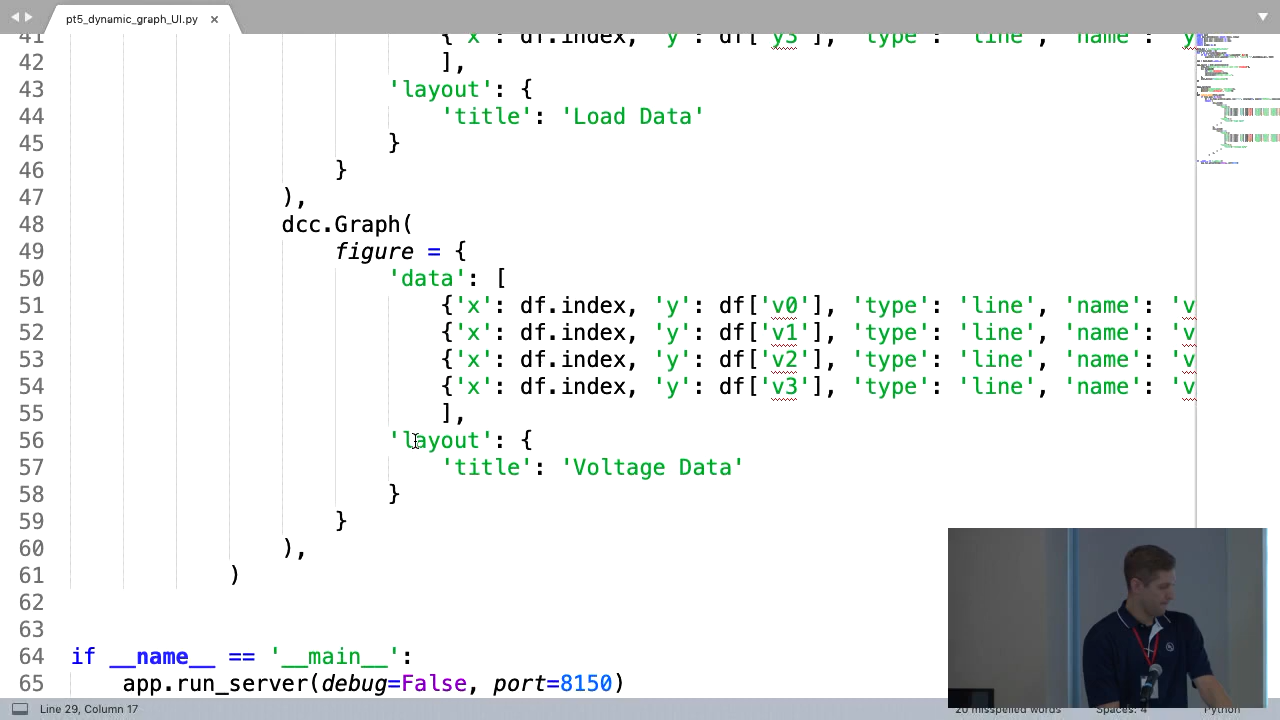 pt5_dynamic_graph_UI.py ×
41 {'x': df.index, 'y': df['y3'], 'type': 'line', 'name': 'y
42 ],
43 'layout': {
44 'title': 'Load Data'
45 }
46 }
47 ),
48 dcc.Graph(
49 figure = {
50 'data': [
51 {'x': df.index, 'y': df['v0'], 'type': 'line', 'name': 'v
52 {'x': df.index, 'y': df['v1'], 'type': 'line', 'name': 'v
53 {'x': df.index, 'y': df['v2'], 'type': 'line', 'name': 'v
54 {'x': df.index, 'y': df['v3'], 'type': 'line', 'name': 'v
55 ],
56 'layout': {
57 'title': 'Voltage Data'
58 }
59 }
60 ),
61 )
62
63
64 if __name__ == '__main__':
65 app.run_server(debug=False, port=8150)
Line 29, Column 17
20 misspelled words
Spaces: 4
Python